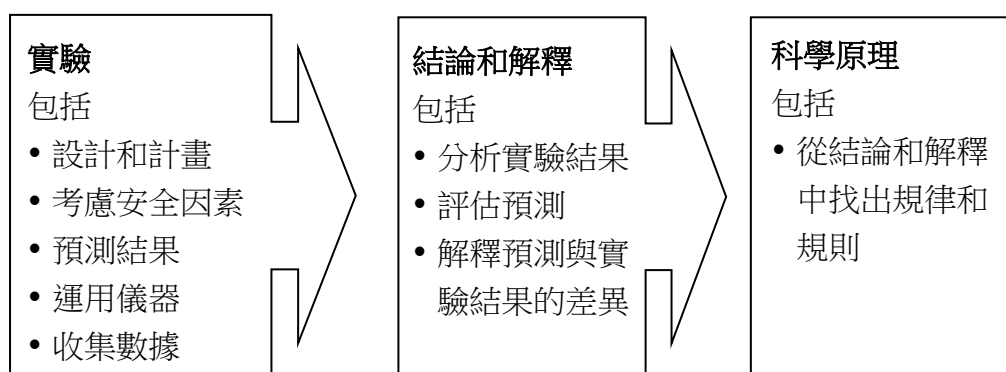 實驗
包括
• 設計和計畫
• 考慮安全因素
• 預測結果
• 運用儀器
• 收集數據
結論和解釋
包括
• 分析實驗結果
• 評估預測
• 解釋預測與實
驗結果的差異
科學原理
包括
• 從結論和解釋
中找出規律和
規則